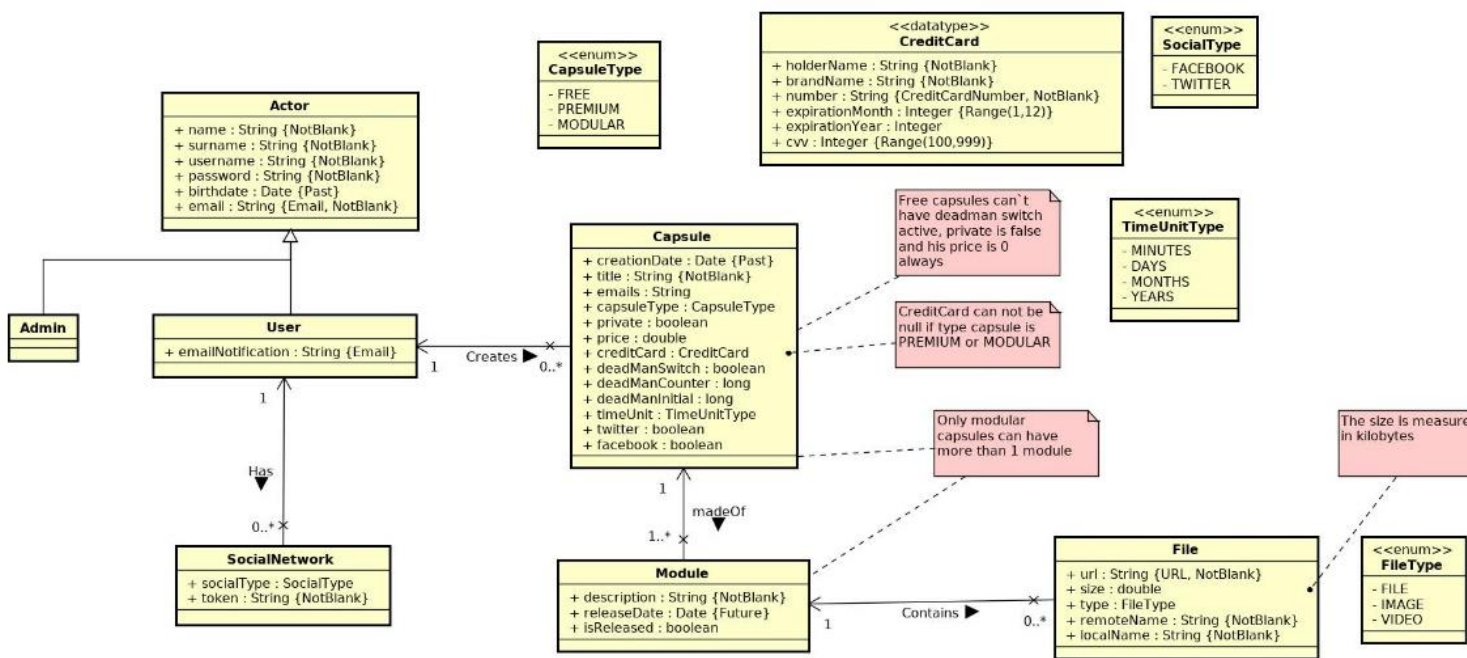 <<enum>>
CapsuleType
- FREE
- PREMIUM
- MODULAR
<<datatype>>
CreditCard
+ holderName : String {NotBlank}
+ brandName : String {NotBlank}
+ number : String {CreditCardNumber, NotBlank}
+ expirationMonth : Integer {Range(1,12)}
+ expirationYear : Integer
+ cvv : Integer {Range(100,999)}
<<enum>>
SocialType
- FACEBOOK
- TWITTER
Actor
+ name : String {NotBlank}
+ surname : String {NotBlank}
+ username : String {NotBlank}
+ password : String {NotBlank}
+ birthdate : Date {Past}
+ email : String {Email, NotBlank}
Free capsules can`t
have deadman switch
active, private is false
and his price is 0
always
<<enum>>
TimeUnitType
- MINUTES
- DAYS
- MONTHS
- YEARS
Capsule
+ creationDate : Date {Past}
+ title : String {NotBlank}
+ emails : String
+ capsuleType : CapsuleType
+ private : boolean
+ price : double
+ creditCard : CreditCard
+ deadManSwitch : boolean
+ deadManCounter : long
+ deadManInitial : long
+ timeUnit : TimeUnitType
+ twitter : boolean
+ facebook : boolean
CreditCard can not be
null if type capsule is
PREMIUM or MODULAR
Admin
User
+ emailNotification : String {Email}
1
Creates
0..*
1
Has
0..*
Only modular
capsules can have
more than 1 module
The size is measure
in kilobytes
1
madeOf
1..*
SocialNetwork
+ socialType : SocialType
+ token : String {NotBlank}
Module
+ description : String {NotBlank}
+ releaseDate : Date {Future}
+ isReleased : boolean
1
Contains
0..*
File
+ url : String {URL, NotBlank}
+ size : double
+ type : FileType
+ remoteName : String {NotBlank}
+ localName : String {NotBlank}
<<enum>>
FileType
- FILE
- IMAGE
- VIDEO